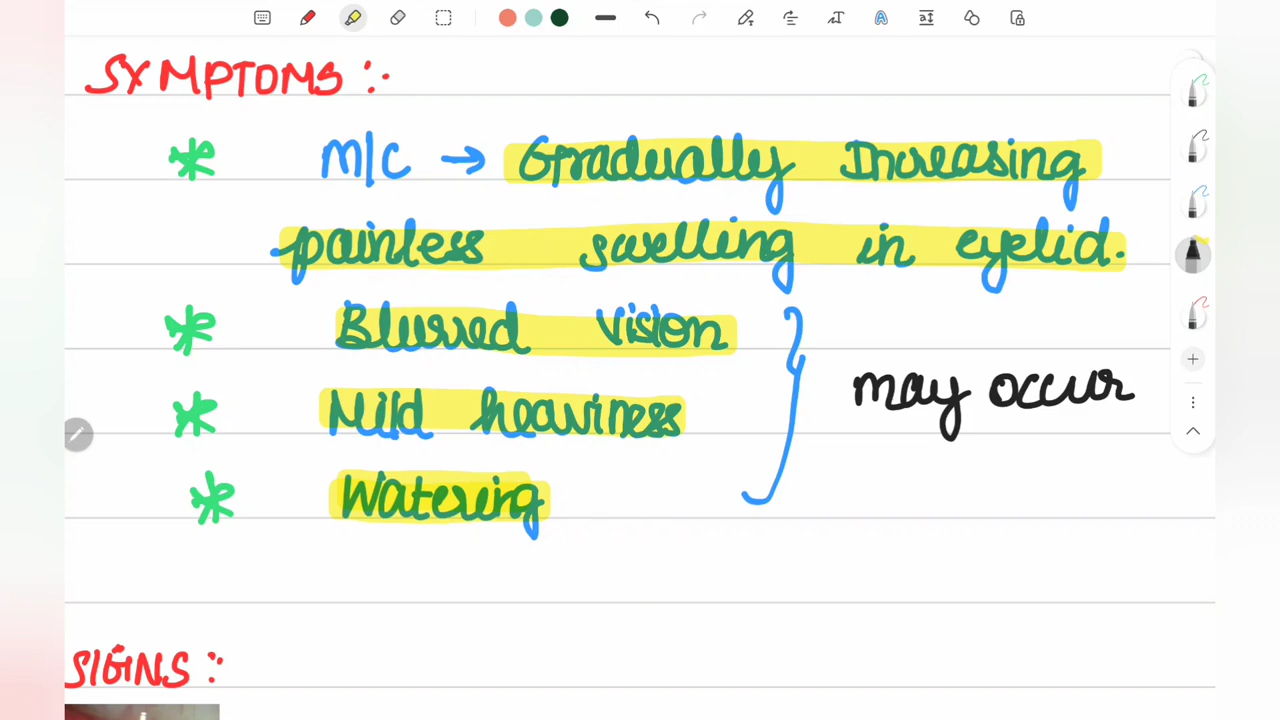 SYMPTOMS :-
* M/C → Gradually Increasing
painless swelling in eyelid.
* Blurred Vision
* Mild heaviness
may occur
* Watering
SIGNS :-